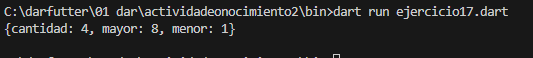 C:\darfutter\01 dar\actividadeonocimiento2\bin>dart run ejercicio17.dart
{cantidad: 4, mayor: 8, menor: 1}